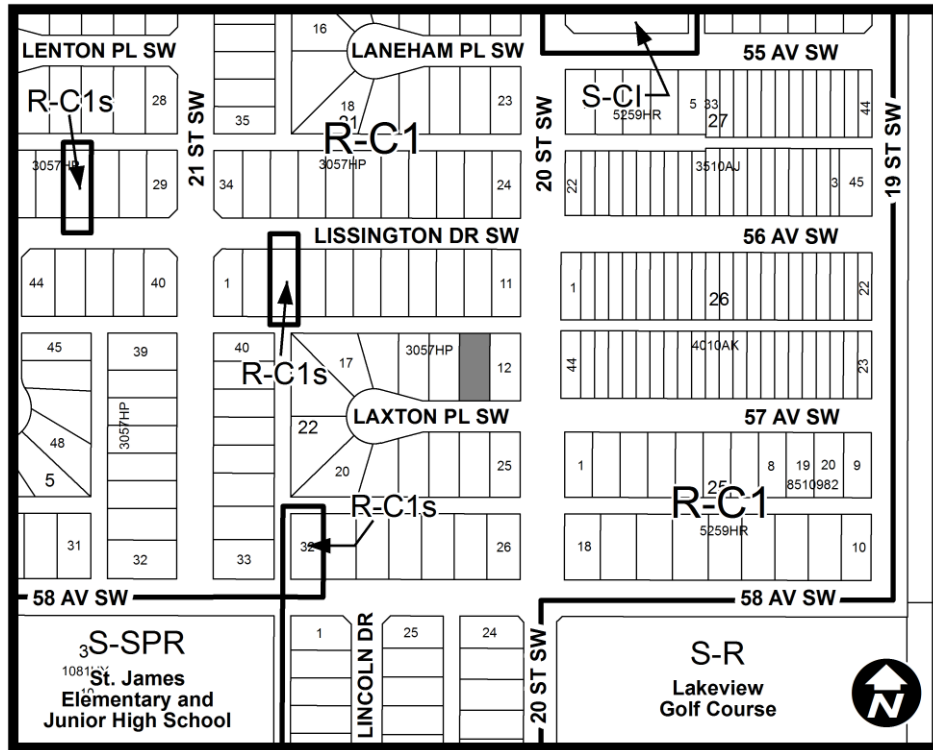 16
LENTON PL SW
LANEHAM PL SW
55 AV SW
R-C1s
28
18
21
23
S-CI
5
33
5259HR
27
44
35
R-C1
21 ST SW
20 ST SW
19 ST SW
3057HP
29
34
3057HP
24
22
3510AJ
3
45
LISSINGTON DR SW
56 AV SW
44
40
1
11
1
26
22
45
39
40
R-C1s
17
3057HP
12
44
4010AK
23
3057HP
LAXTON PL SW
57 AV SW
48
5
22
20
25
1
8
19
20
9
25
8510982
R-C1s
R-C1
5259HR
31
32
33
32
26
18
10
58 AV SW
58 AV SW
3
S-SPR
St. James
Elementary and
Junior High School
1
LINCOLN DR
25
24
20 ST SW
S-R
Lakeview
Golf Course
N